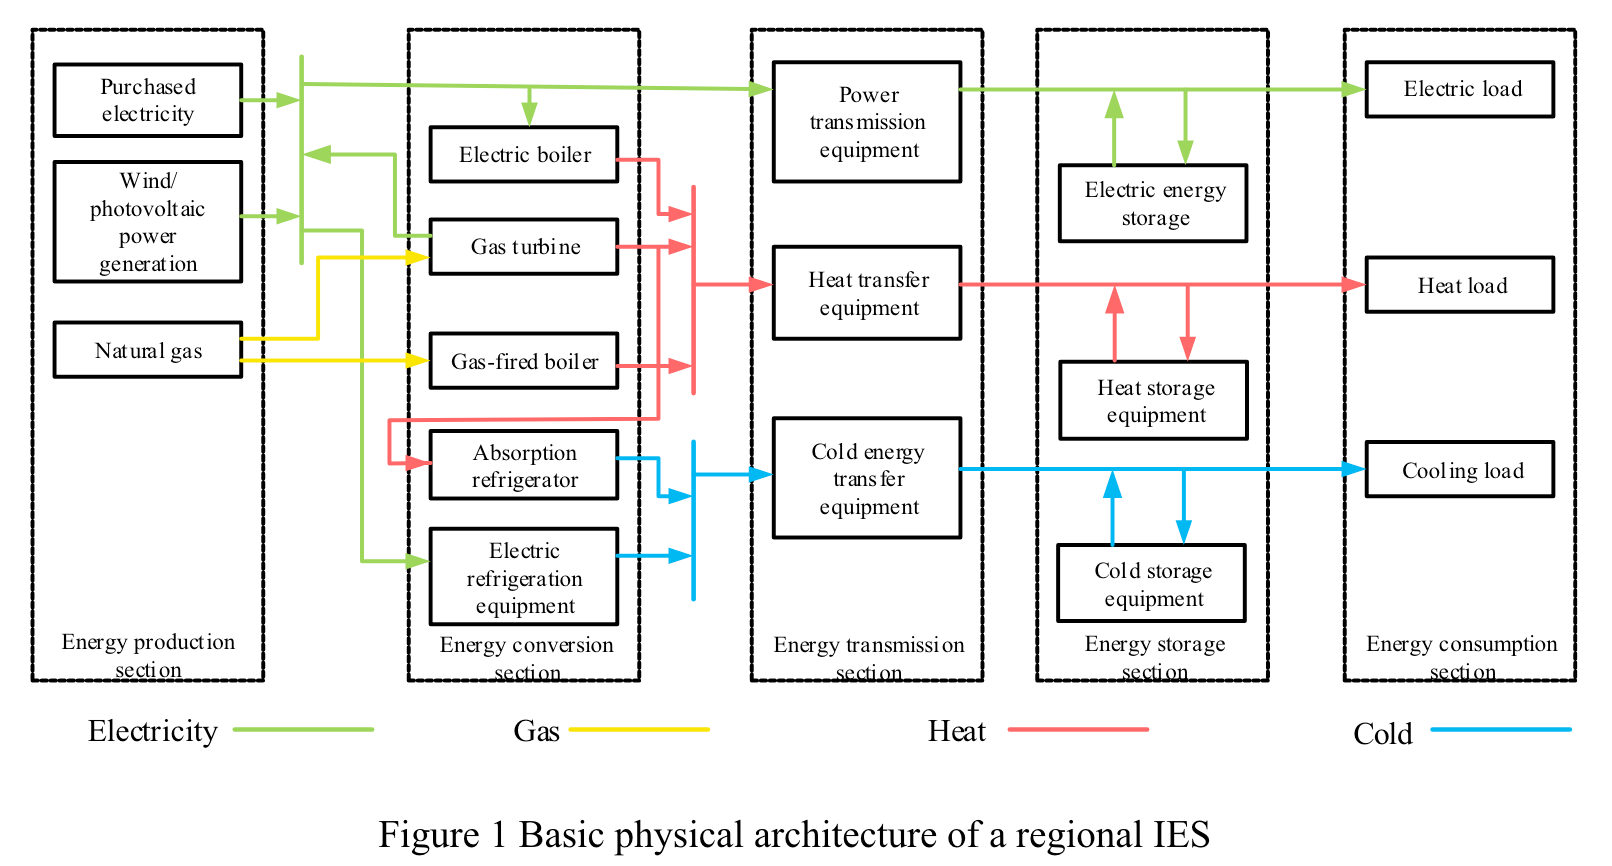 Purchased
electricity
Wind/
photovoltaic
power
generation
Natural gas
Energy production
section
Electric boiler
Gas turbine
Gas-fired boiler
Absorption
refrigerator
Electric
refrigeration
equipment
Energy conversion
section
Power
transmission
equipment
Heat transfer
equipment
Cold energy
transfer
equipment
Energy transmission
section
Electric energy
storage
Heat storage
equipment
Cold storage
equipment
Energy storage
section
Electric load
Heat load
Cooling load
Energy consumption
section
Electricity
Gas
Heat
Cold
Figure 1 Basic physical architecture of a regional IES